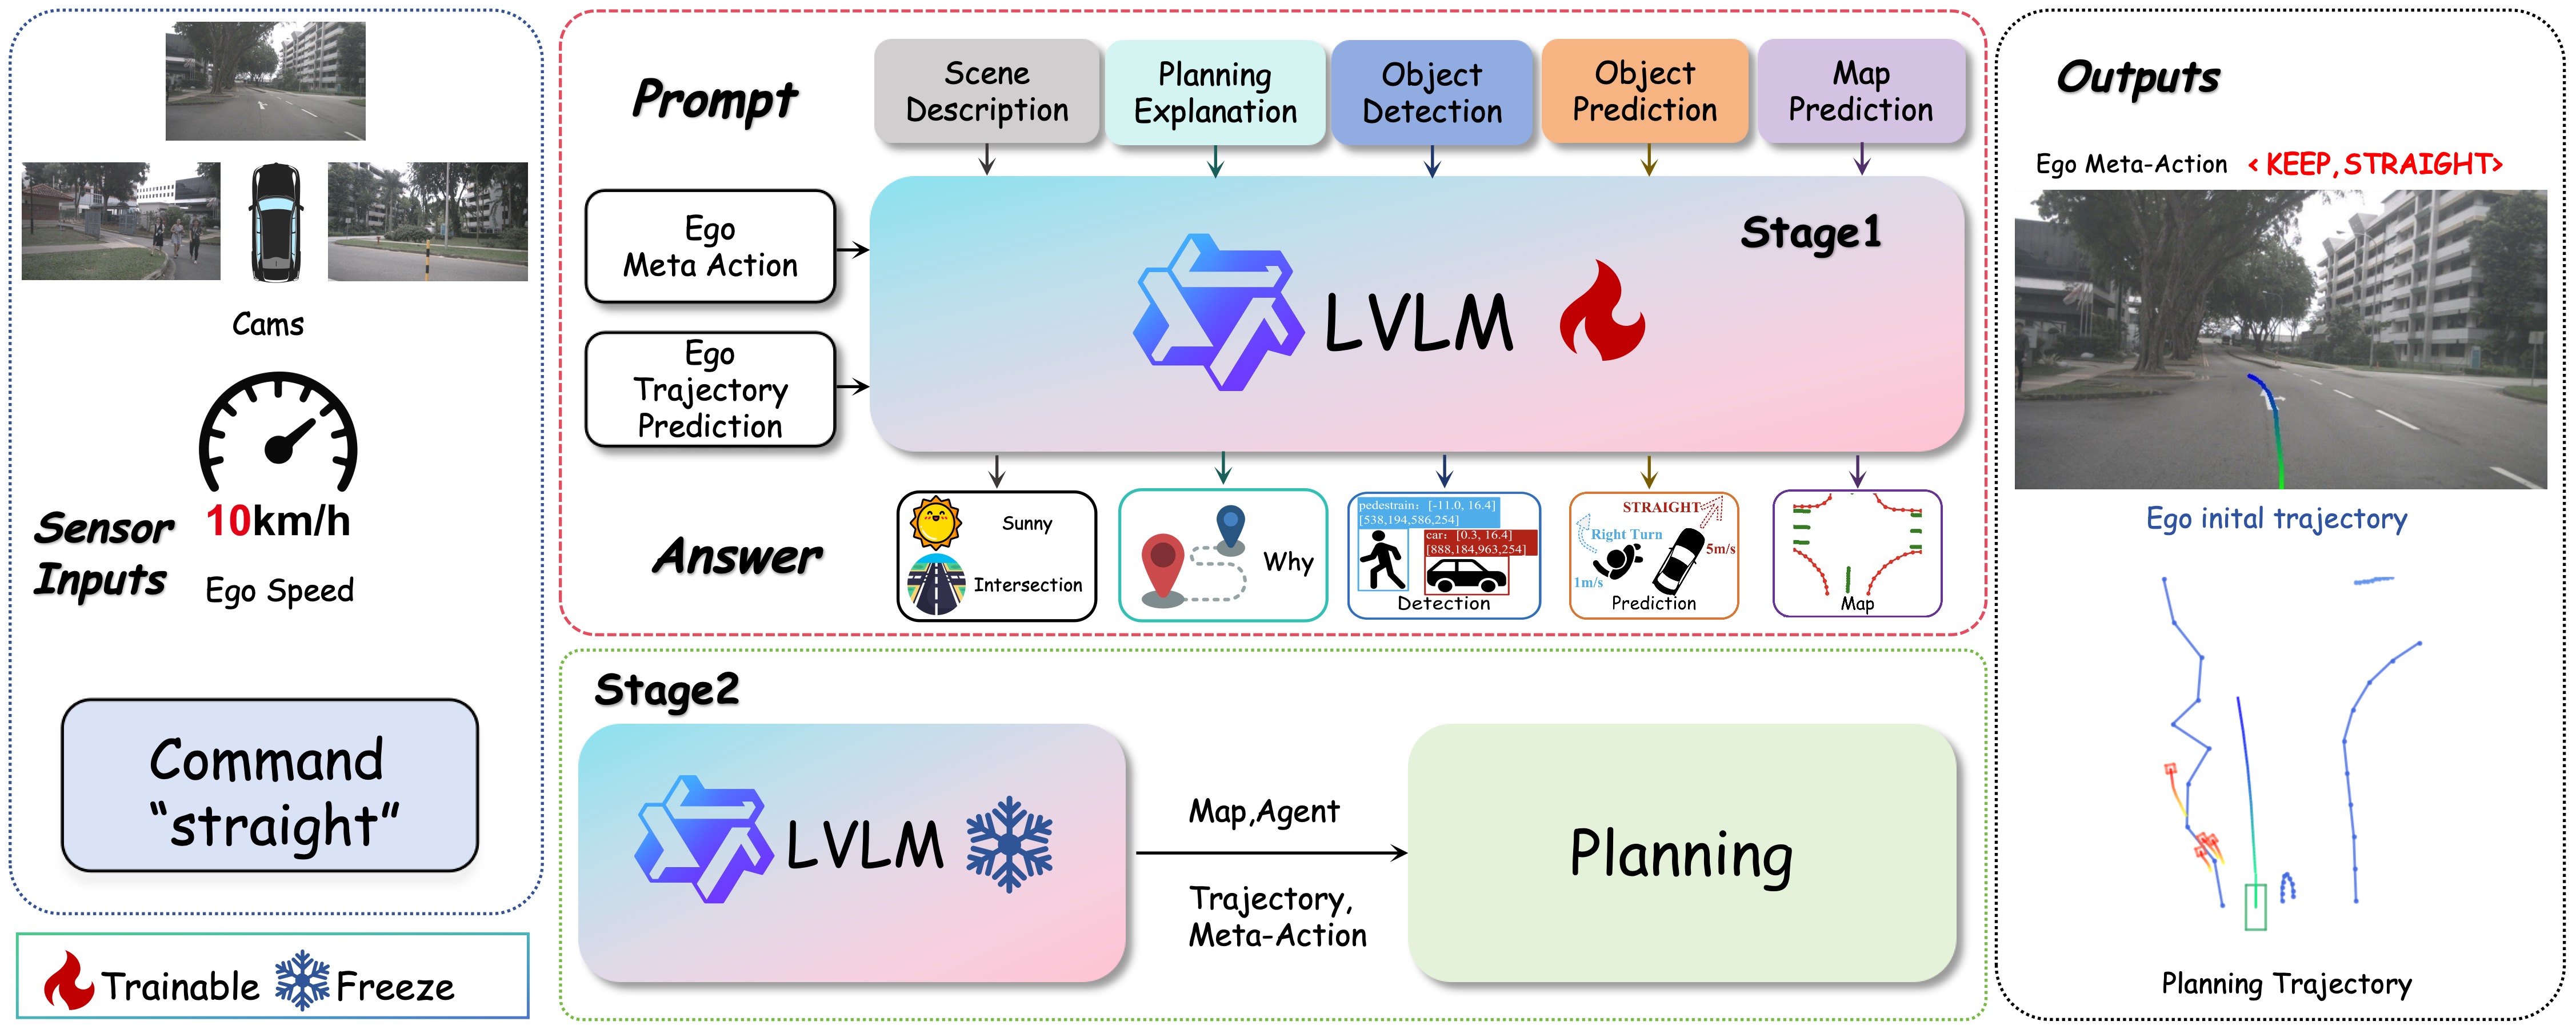 Cams
10km/h
Sensor
Inputs
Ego Speed
Command
“straight”
Trainable
Freeze
Prompt
Scene
Description
Planning
Explanation
Object
Detection
Object
Prediction
Map
Prediction
Ego
Meta Action
Ego
Trajectory
Prediction
Stage1
LVLM
Answer
Sunny
Intersection
Why
pedestrain: [-11.0, 16.4]
[538,194,586,254]
car: [0.3, 16.4]
[888,184,963,254]
Detection
STRAIGHT
Right Turn
5m/s
1m/s
Prediction
Map
Stage2
LVLM
Map,Agent
Trajectory,
Meta-Action
Planning
Outputs
Ego Meta-Action < KEEP,STRAIGHT>
Ego inital trajectory
Planning Trajectory